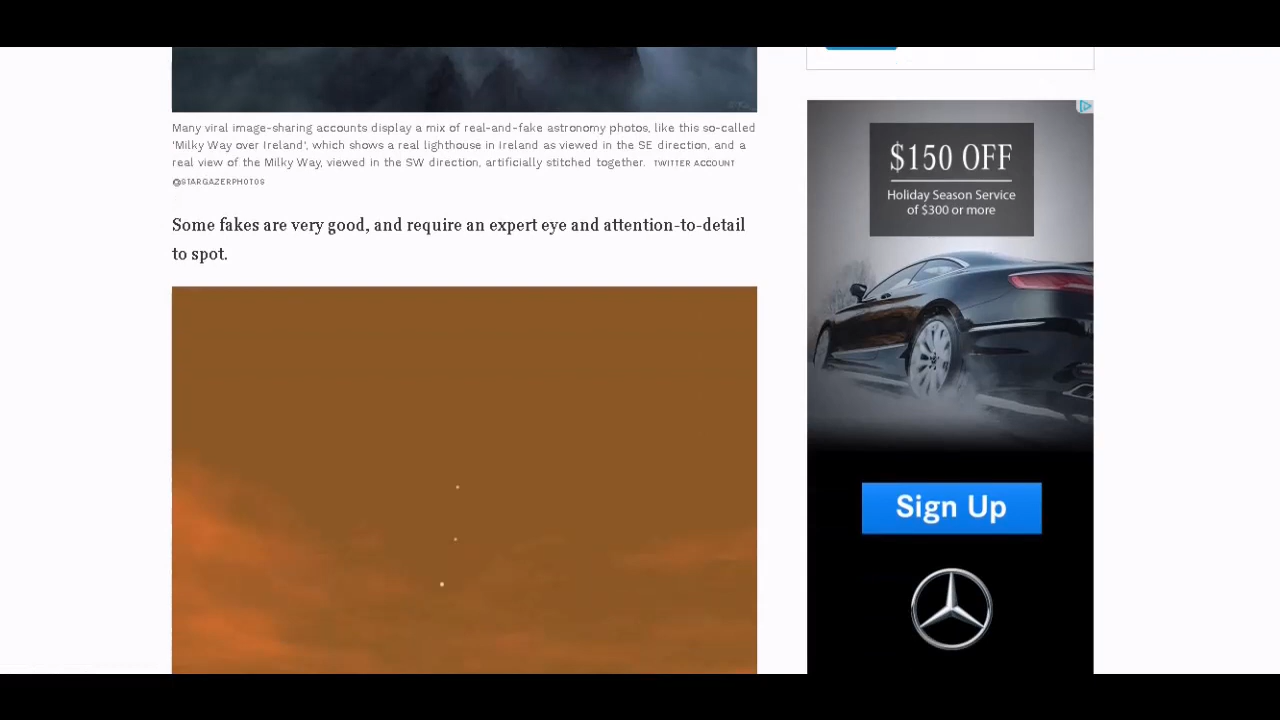 Many viral image-sharing accounts display a mix of real-and-fake astronomy photos, like this so-called
'Milky Way over Ireland', which shows a real lighthouse in Ireland as viewed in the SE direction, and a
real view of the Milky Way, viewed in the SW direction, artificially stitched together. TWITTER ACCOUNT
@STARGAZERPHOTOS
Some fakes are very good, and require an expert eye and attention-to-detail
to spot.
$150 OFF
Holiday Season Service
of $300 or more
Sign Up